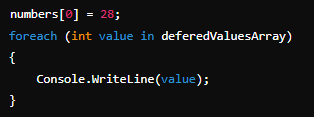 numbers[0] = 28;
foreach (int value in deferedValuesArray)
{
    Console.WriteLine(value);
}